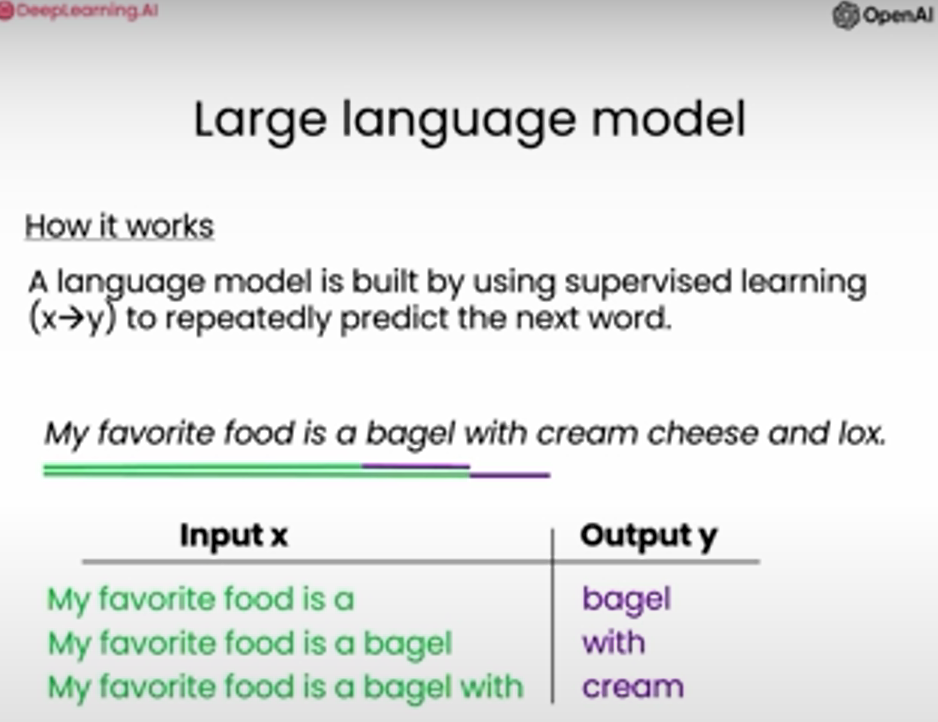 DeepLearning.AI
OpenAI
Large language model
How it works
A language model is built by using supervised learning
(x→y) to repeatedly predict the next word.
My favorite food is a bagel with cream cheese and lox.
Input x Output y
My favorite food is a bagel
My favorite food is a bagel with
My favorite food is a bagel with cream